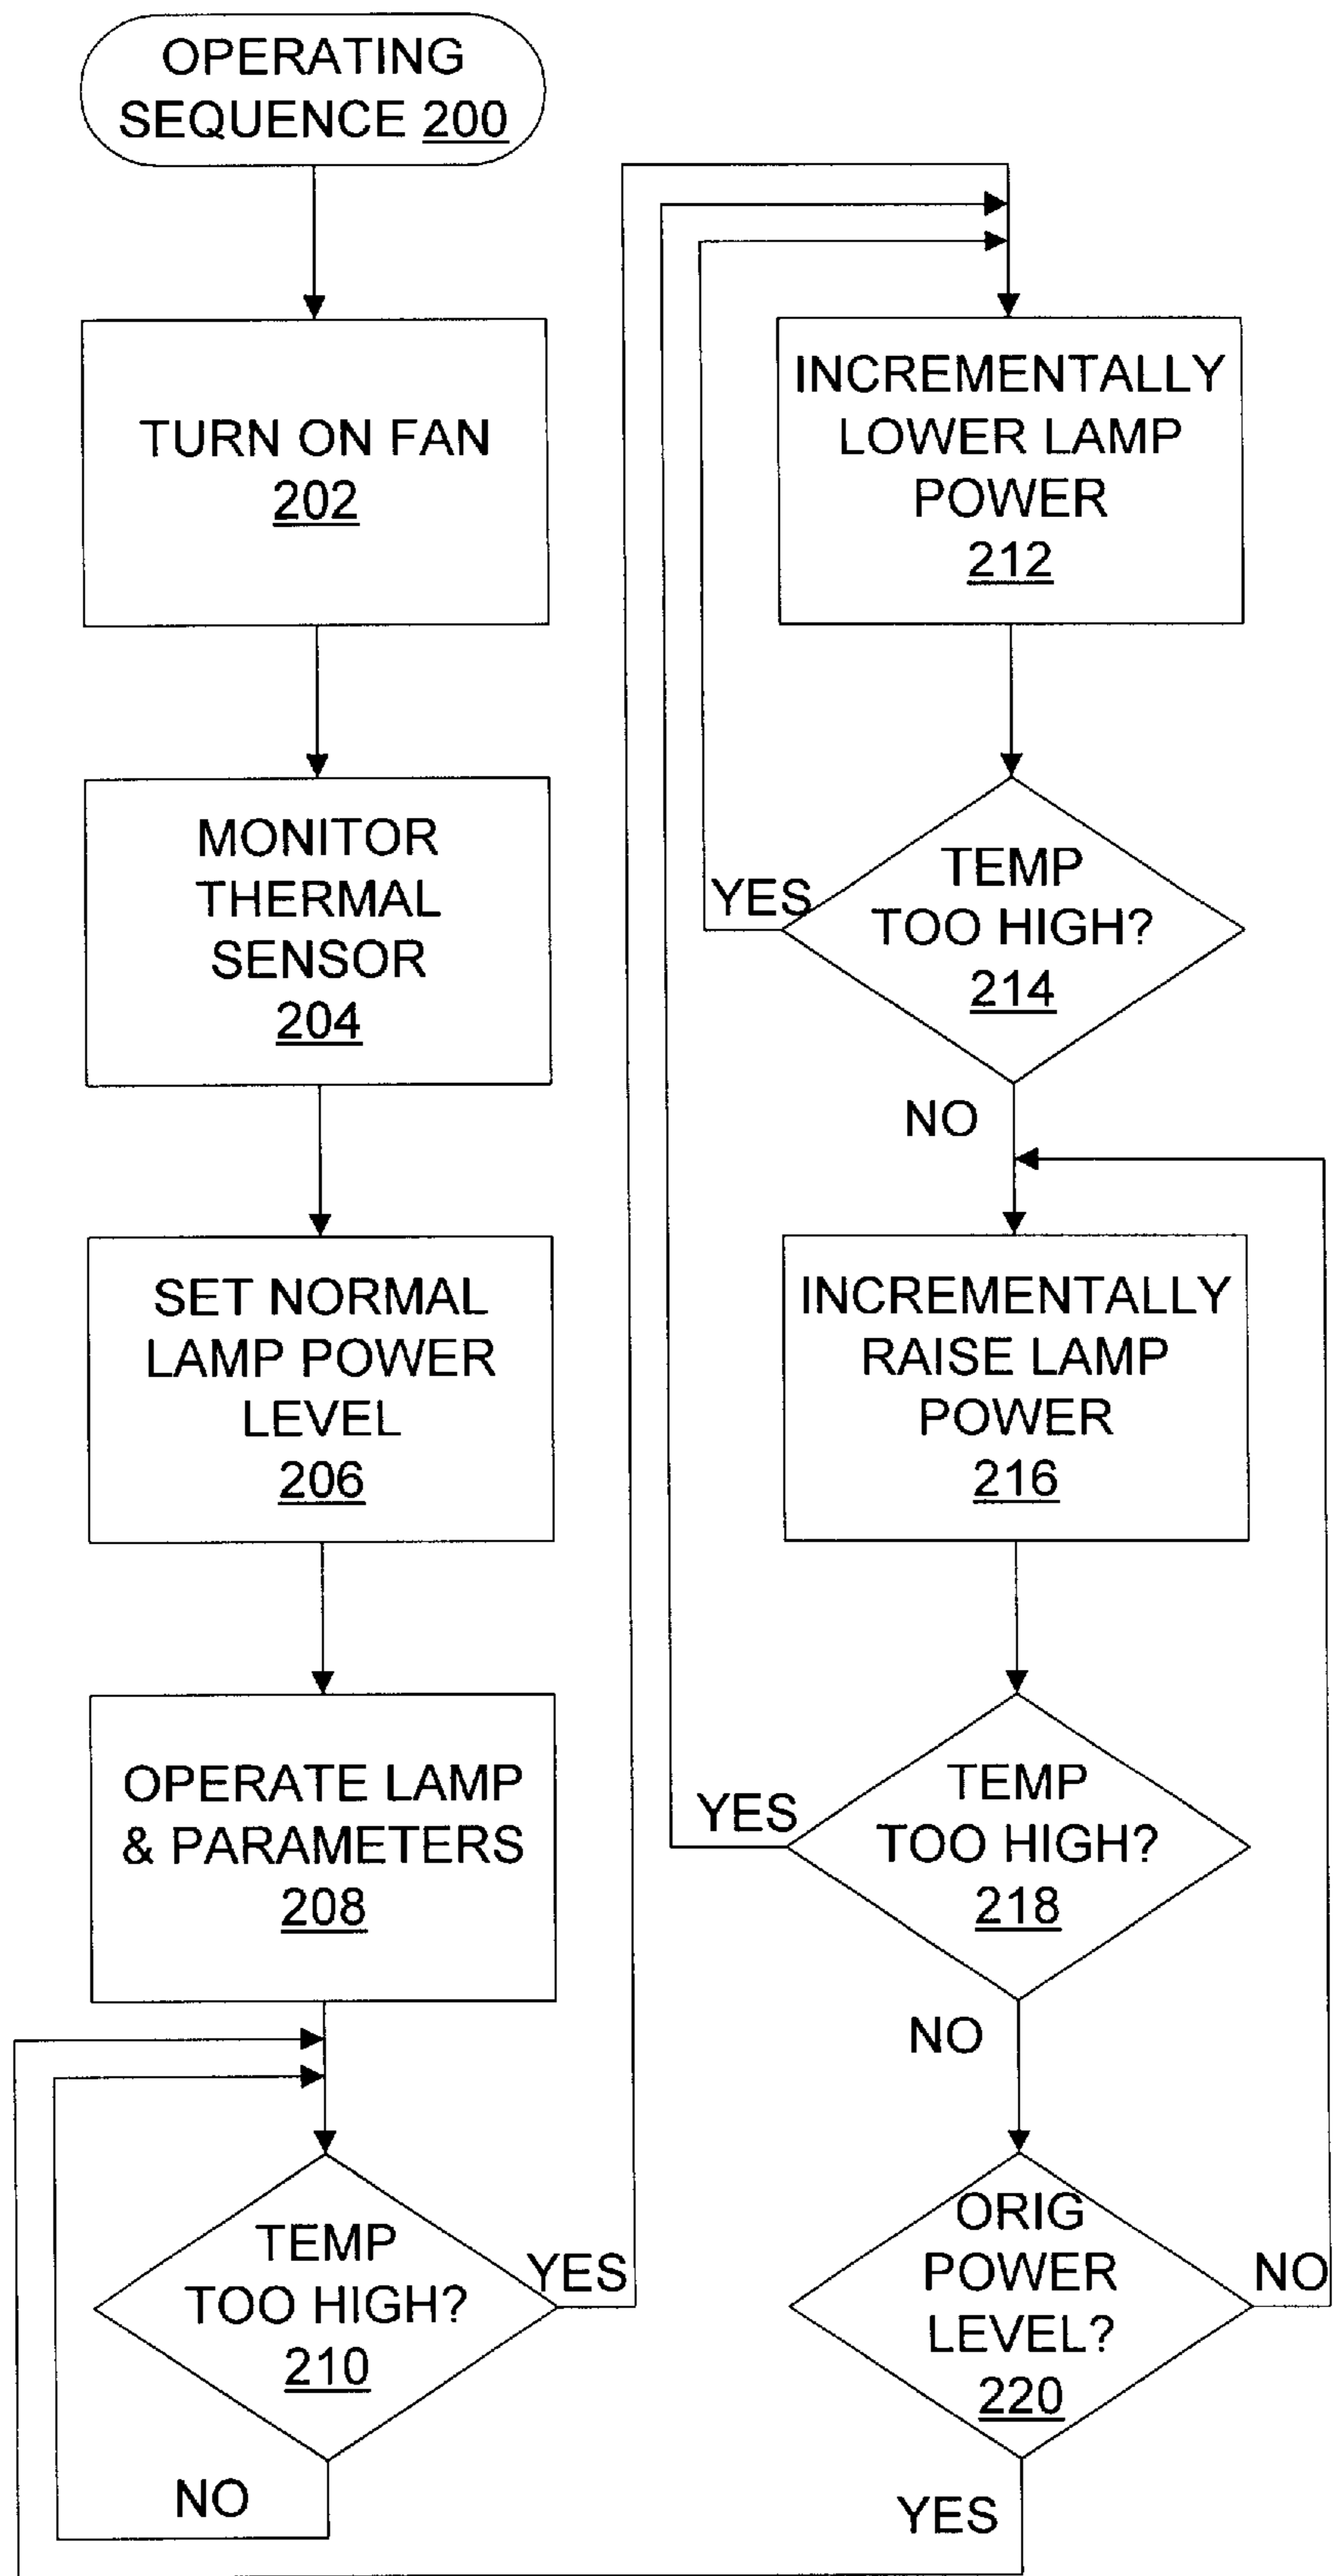 OPERATING
SEQUENCE 200
TURN ON FAN
202
MONITOR
THERMAL
SENSOR
204
SET NORMAL
LAMP POWER
LEVEL
206
OPERATE LAMP
& PARAMETERS
208
TEMP
TOO HIGH?
210
YES
NO
INCREMENTALLY
LOWER LAMP
POWER
212
TEMP
TOO HIGH?
214
YES
NO
INCREMENTALLY
RAISE LAMP
POWER
216
TEMP
TOO HIGH?
218
YES
NO
ORIG
POWER
LEVEL?
220
NO
YES